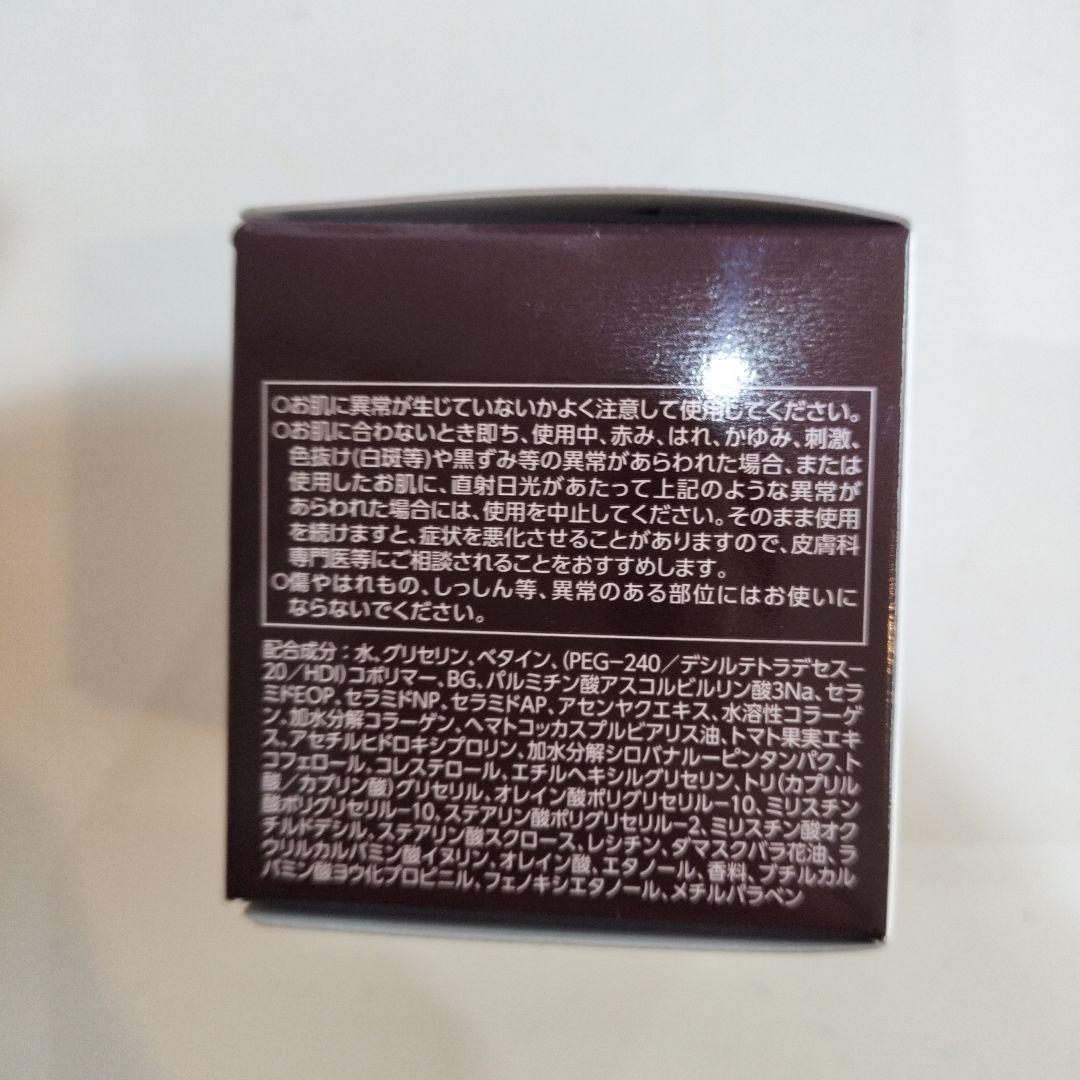 ○お肌に異常が生じていないかよく注意して使用してください。
○お肌に合わないとき即ち、使用中、赤み、はれ、かゆみ、刺激、
色抜け(白斑等)や黒ずみ等の異常があらわれた場合、または
使用したお肌に、直射日光があたって上記のような異常が
あらわれた場合には、使用を中止してください。そのまま使用
を続けますと、症状を悪化させることがありますので、皮膚科
専門医等にご相談されることをおすすめします。
○傷やはれもの、しっしん等、異常のある部位にはお使いに
ならないでください。
配合成分：水、グリセリン、ベタイン、(PEG-240／デシルテトラデセス-
20／HDI)コポリマー、BG、パルミチン酸アスコルビルリン酸3Na、セラ
ミドEOP、セラミドNP、セラミドAP、アセンヤクエキス、水溶性コラーゲ
ン、加水分解コラーゲン、ヘマトコッカスプルビアリス油、トマト果実エキ
ス、アセチルヒドロキシプロリン、加水分解シロバナルーピンタンパク、ト
コフェロール、コレステロール、エチルヘキシルグリセリン、トリ(カプリル
酸／カプリン酸)グリセリル、オレイン酸ポリグリセリル-10、ミリスチン
酸ポリグリセリル-10、ステアリン酸ポリグリセリル-2、ミリスチン酸オク
チルドデシル、ステアリン酸スクロース、レシチン、ダマスクバラ花油、ラ
ウリルカルバミン酸イヌリン、オレイン酸、エタノール、香料、ブチルカル
バミン酸ヨウ化プロピニル、フェノキシエタノール、メチルパラベン